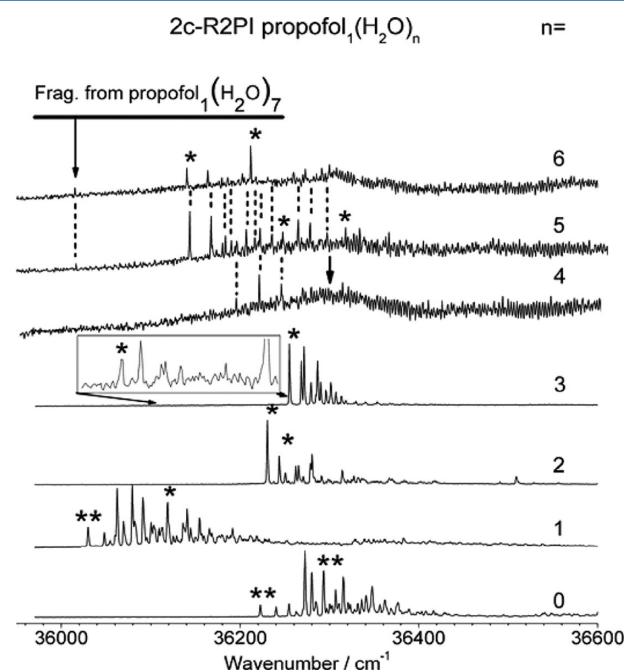 2c-R2PI propofol₁(H₂O)ₙ n=
Frag. from propofol₁(H₂O)₇
* * 6
* * 5
4
* * 3
* * 2
** * 1
** ** 0
36000 36200 36400 36600
Wavenumber / cm⁻¹